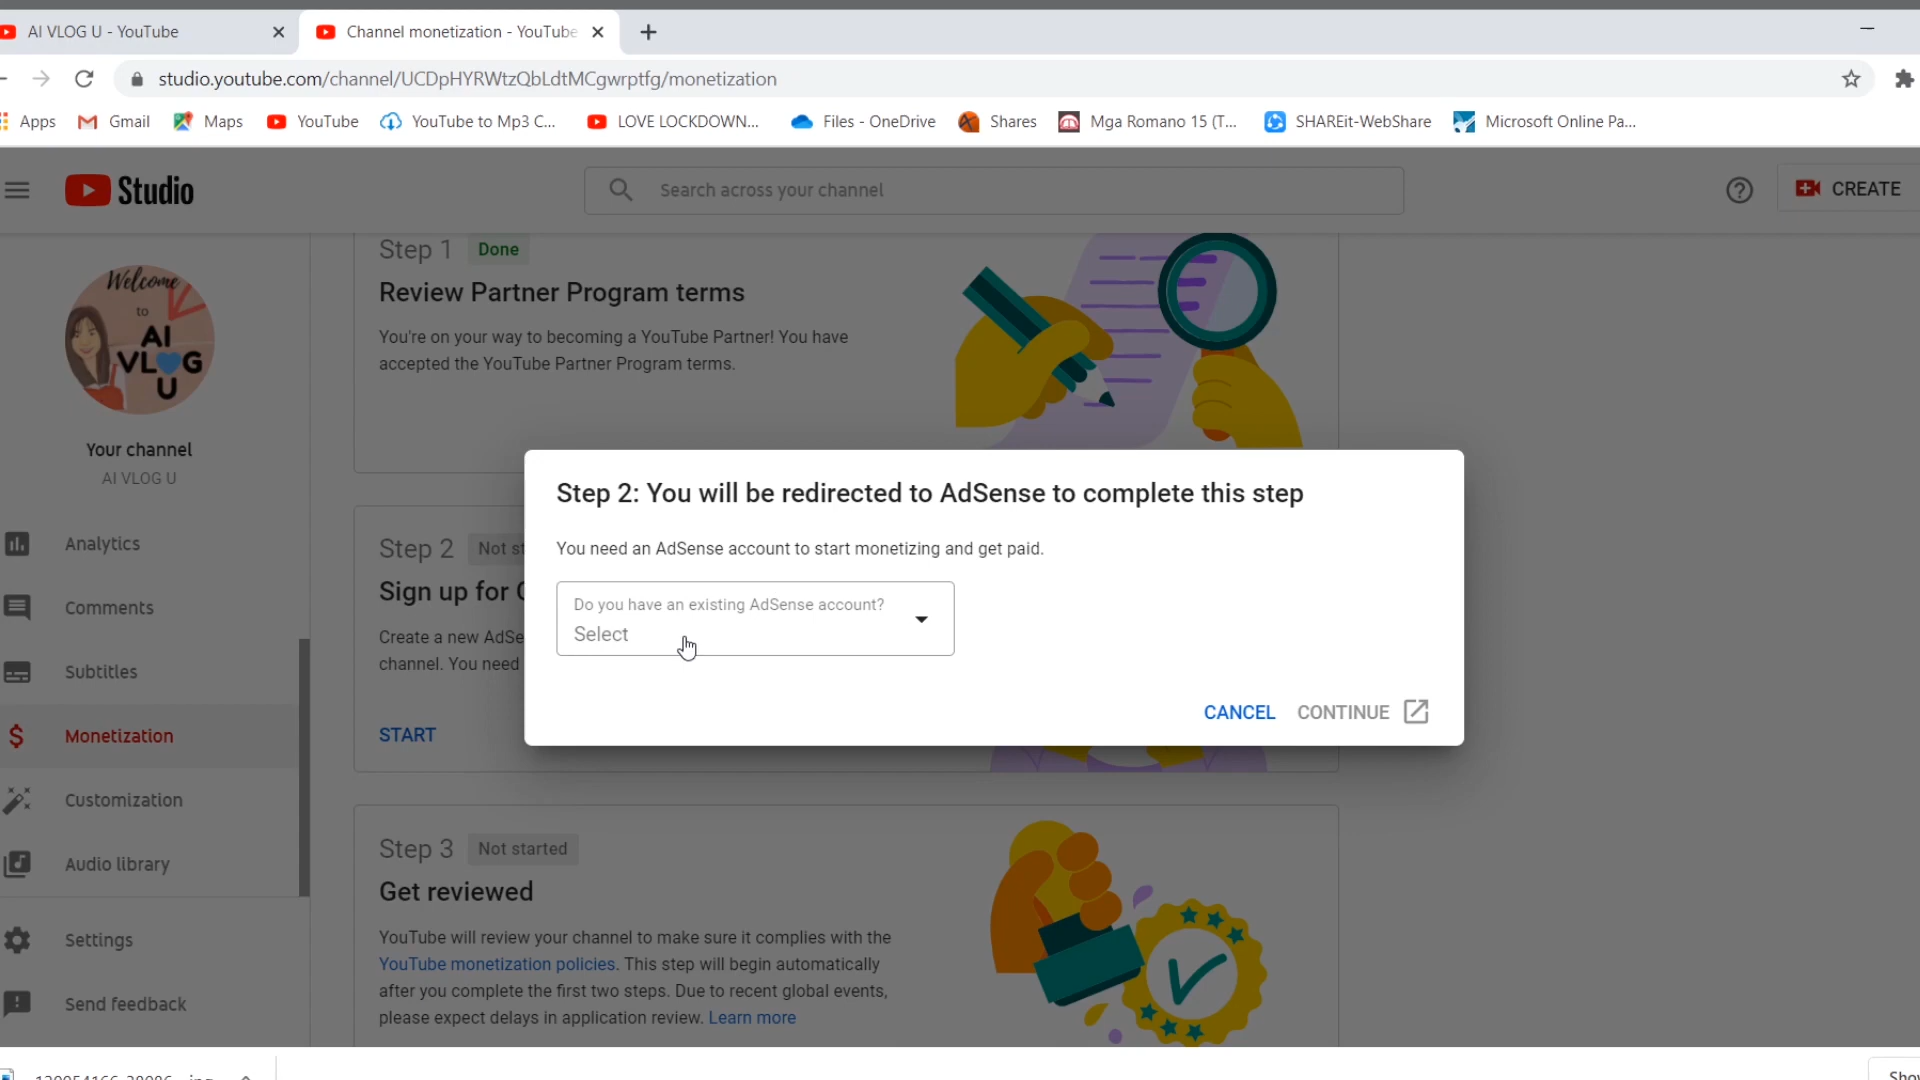 AI VLOG U - YouTube
Channel monetization - YouTube
studio.youtube.com/channel/UCDpHYRWtzQbLdtMCgwrptfg/monetization
Apps
Gmail
Maps
YouTube
YouTube to Mp3 C...
LOVE LOCKDOWN...
Files - OneDrive
Shares
Mga Romano 15 (T...
SHAREit-WebShare
Microsoft Online Pa...
Studio
Search across your channel
CREATE
Welcome
to
AI
VLOG
U
Your channel
AI VLOG U
Analytics
Comments
Subtitles
Monetization
Customization
Audio library
Settings
Send feedback
Step 1 Done
Review Partner Program terms
You're on your way to becoming a YouTube Partner! You have
accepted the YouTube Partner Program terms.
Step 2 Not
Sign up for
Create a new
channel. You need
START
Step 2: You will be redirected to AdSense to complete this step
You need an AdSense account to start monetizing and get paid.
Do you have an existing AdSense account?
Select
CANCEL CONTINUE
Step 3 Not started
Get reviewed
YouTube will review your channel to make sure it complies with the
YouTube monetization policies. This step will begin automatically
after you complete the first two steps. Due to recent global events,
please expect delays in application review. Learn more